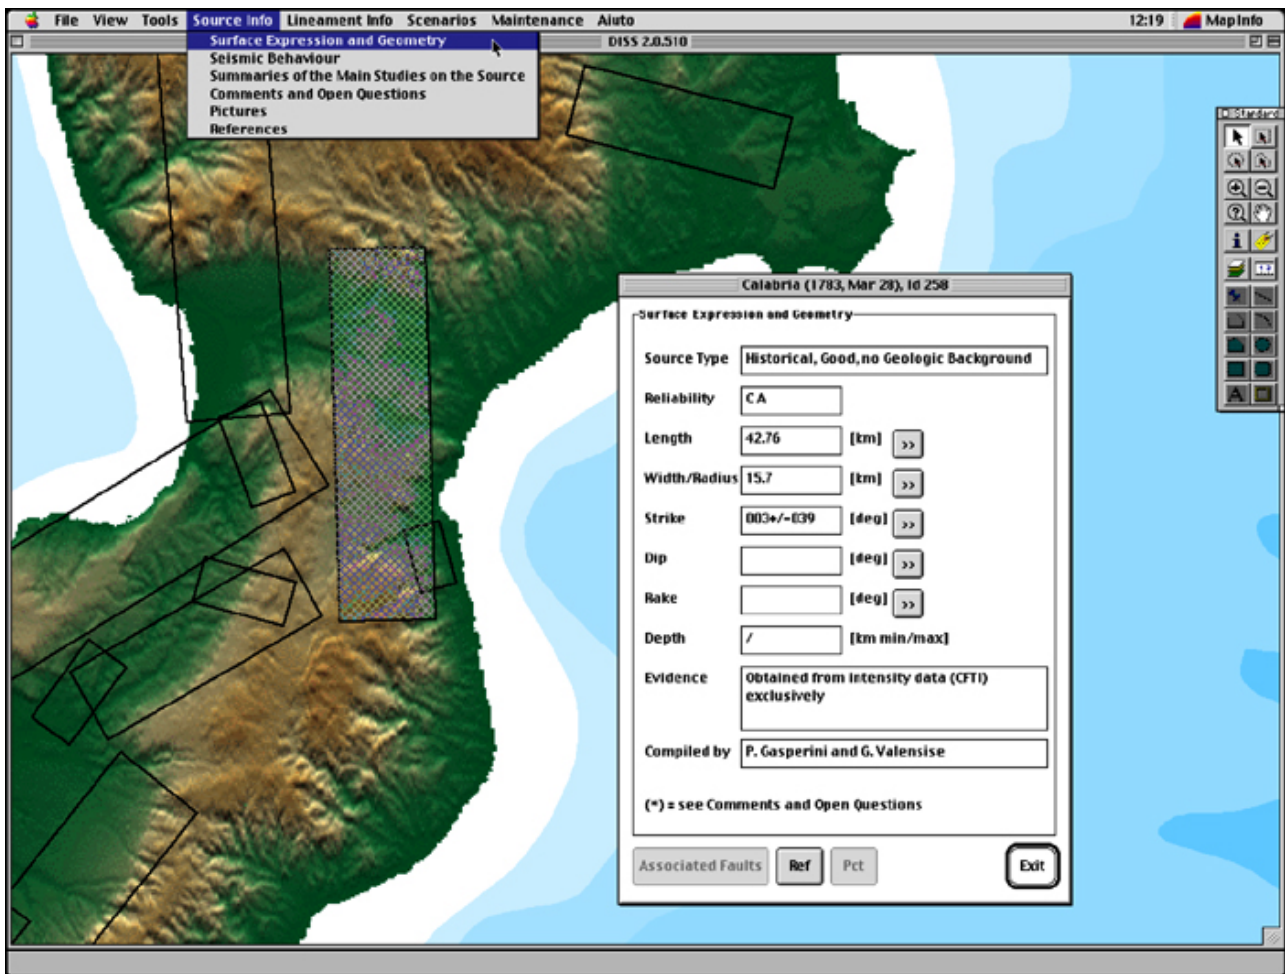 File View Tools Source Info Lineament Info Scenarios Maintenance Aiuto 12:19 MapInfo
DISS 2.0.510
Surface Expression and Geometry
Seismic Behaviour
Summaries of the Main Studies on the Source
Comments and Open Questions
Pictures
References
Standard
Calabria (1783, Mar 28), Id 258
Surface Expression and Geometry
Source Type Historical, Good, no Geologic Background
Reliability C A
Length 42.76 [km] >>
Width/Radius 15.7 [km] >>
Strike 003+/-039 [deg] >>
Dip [deg] >>
Rake [deg] >>
Depth / [km min/max]
Evidence Obtained from intensity data (CFTI)
exclusively
Compiled by P. Gasperini and G. Valensise
(*) = see Comments and Open Questions
Associated Faults Ref Pct Exit